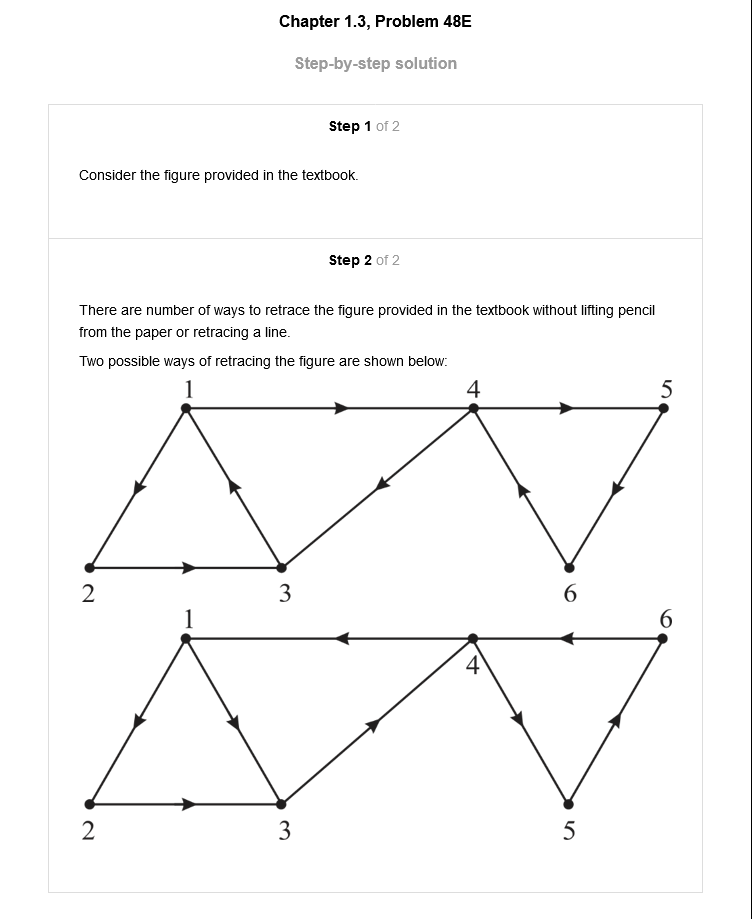 Chapter 1.3, Problem 48E
Step-by-step solution
Step 1 of 2
Consider the figure provided in the textbook.
Step 2 of 2
There are number of ways to retrace the figure provided in the textbook without lifting pencil
from the paper or retracing a line.
Two possible ways of retracing the figure are shown below:
1 4 5
2 3 6
1 6
4
2 3 5